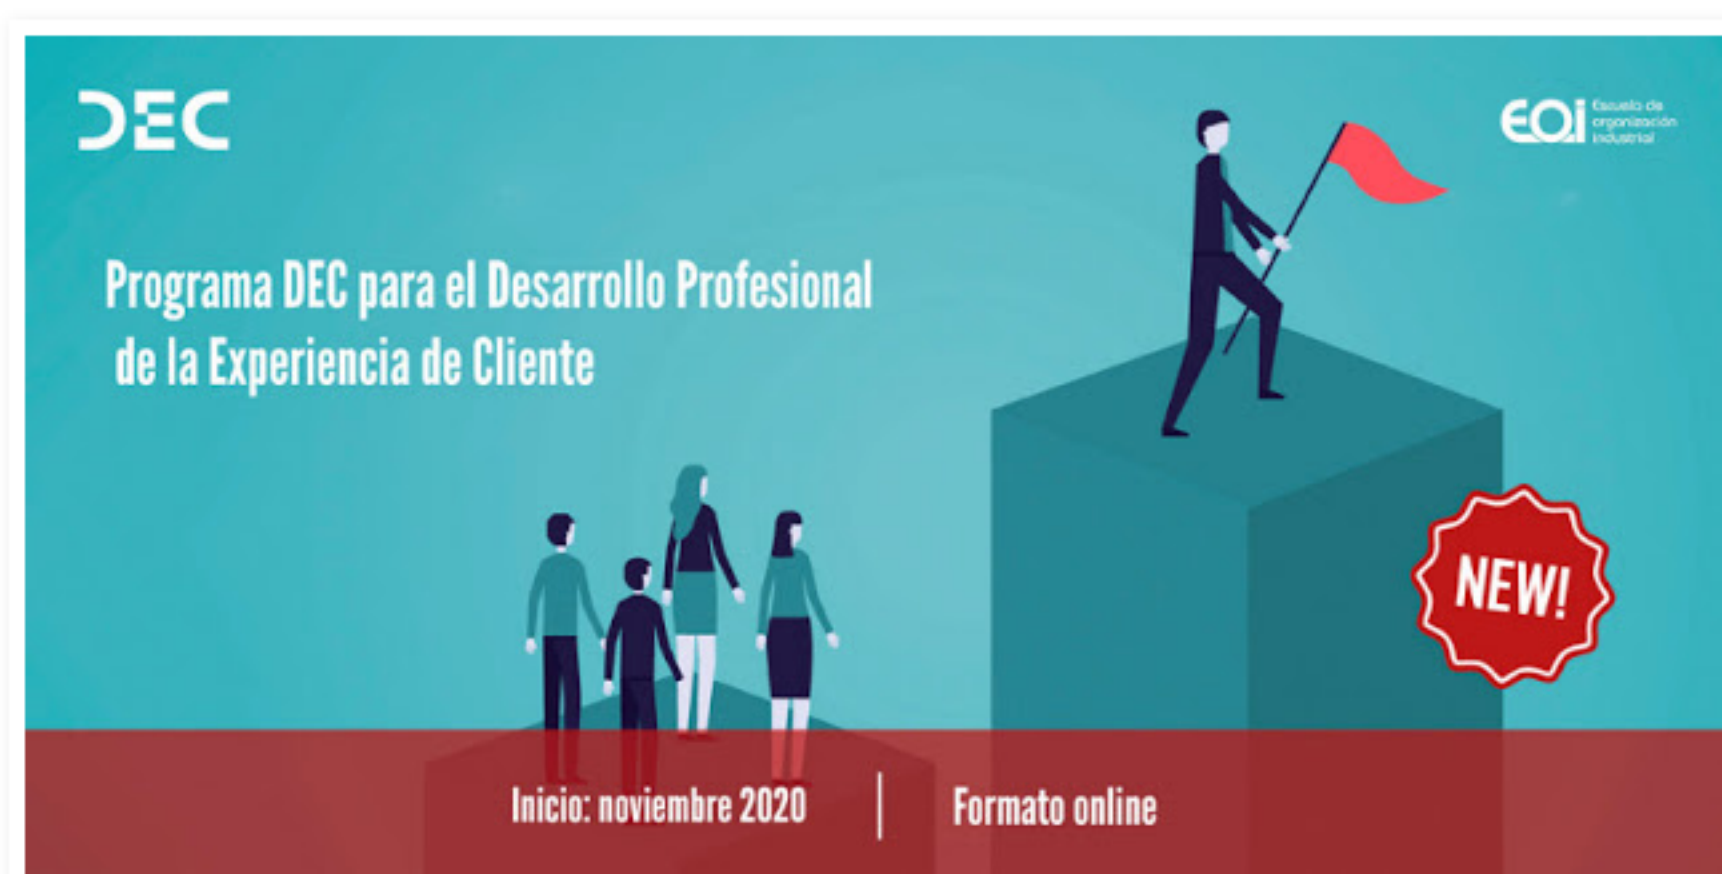 DEC
EOi Escuela de
organización
industrial
Programa DEC para el Desarrollo Profesional
de la Experiencia de Cliente
NEW!
Inicio: noviembre 2020 | Formato online